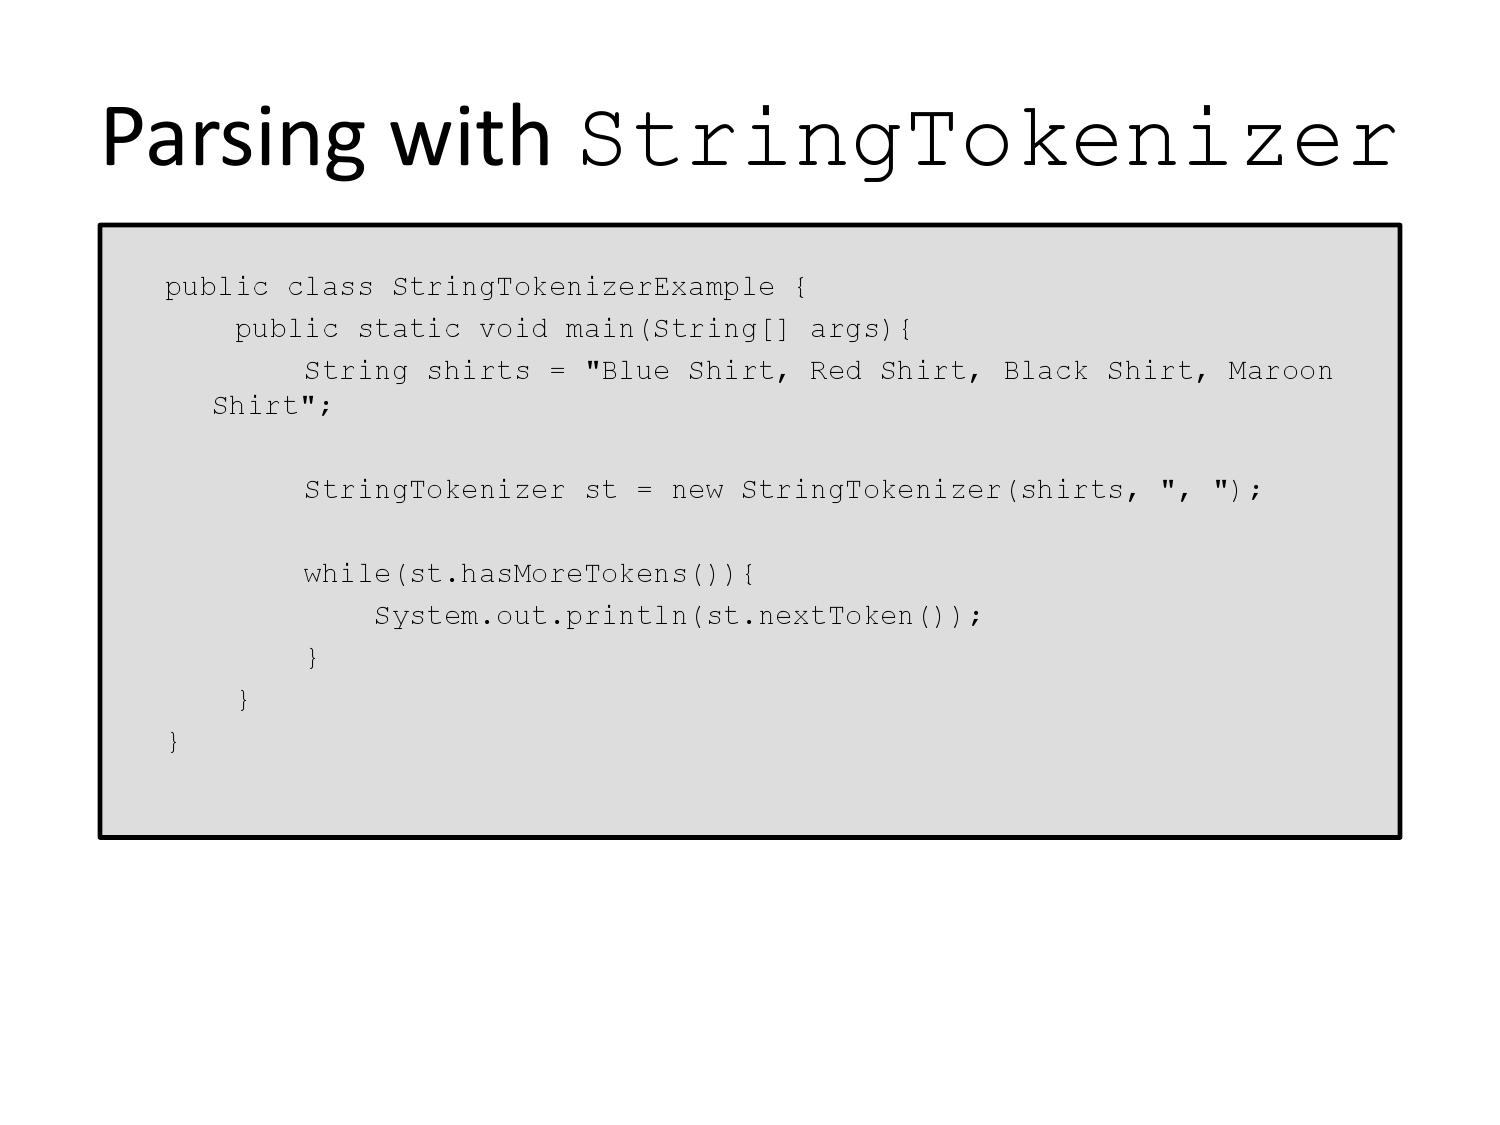 Parsing with StringTokenizer
public class StringTokenizerExample {
    public static void main(String[] args){
        String shirts = "Blue Shirt, Red Shirt, Black Shirt, Maroon
Shirt";
        StringTokenizer st = new StringTokenizer(shirts, ", ");
        while(st.hasMoreTokens()){
            System.out.println(st.nextToken());
        }
    }
}